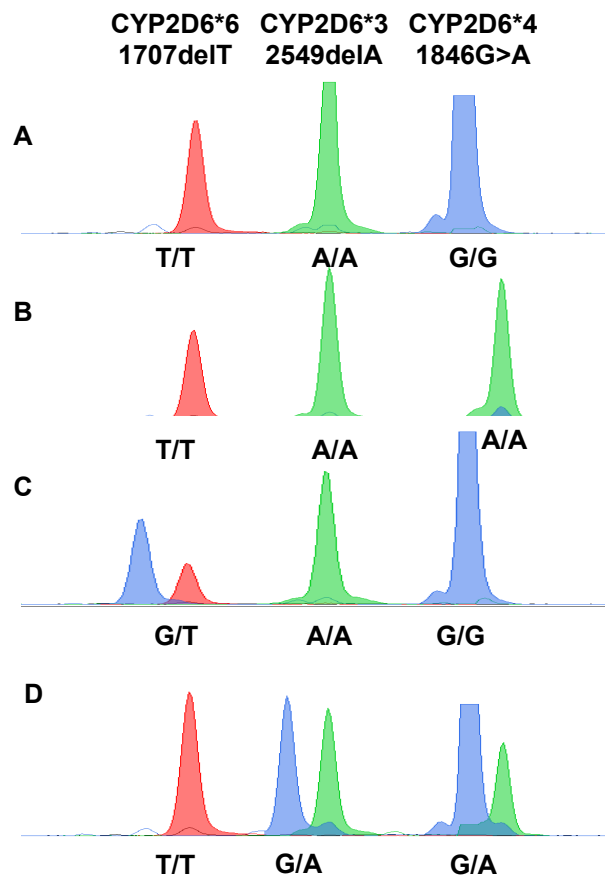 CYP2D6*6 CYP2D6*3 CYP2D6*4
1707delT 2549delA 1846G>A
A
T/T A/A G/G
B
T/T A/A A/A
C
G/T A/A G/G
D
T/T G/A G/A